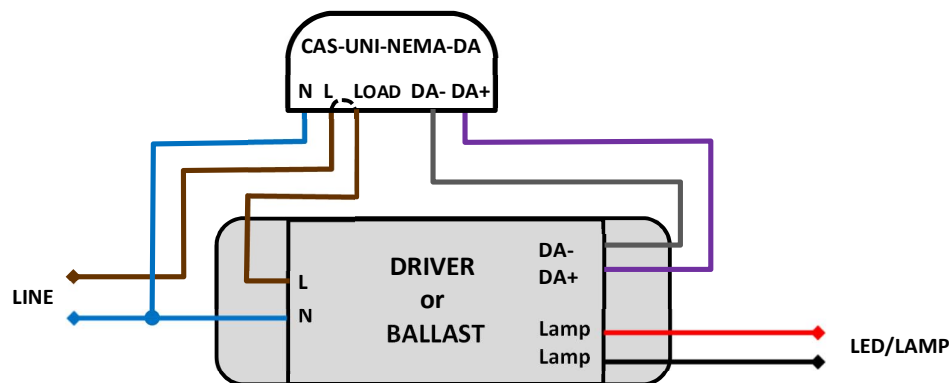 CAS-UNI-NEMA-DA
N L LOAD DA- DA+
DRIVER
or
BALLAST
L
N
DA-
DA+
Lamp
Lamp
LINE
LED/LAMP